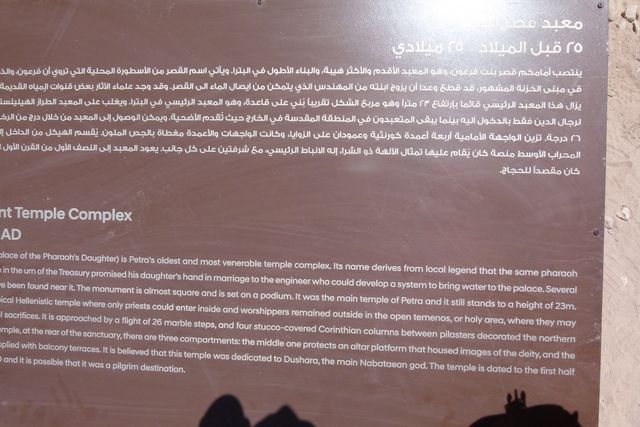 معبد قصر
٢٥ قبل الميلاد - ٢٥ ميلادي
ينتصب أمامكم قصر بنت فرعون، وهو المعبد الأقدم والأكثر هيبة، والبناء الأطول في البترا. ويأتي اسم القصر من الأسطورة المحلية التي تروي أن فرعون،
في مبنى الخزنة المشهور، قد قطع وعدا أن يزوج ابنته من المهندس الذي يتمكن من ايصال الماء الى القصر. وقد وجد علماء الآثار بعض قنوات إمداد المياه القديمة
يزال هذا المعبد الرئيسي قائما بإرتفاع ٢٣ مترا وهو مربع الشكل تقريبا بُني على قاعدة، وهو المعبد الرئيسي في البترا. ويغلب على المعبد الطراز
لرجال الدين فقط بالدخول اليه بينما يبقى المتعبدون في المنطقة المقدسة في الخارج حيث تُقدم الأضحية. ويمكن الوصول إلى المعبد من خلال درج من
٢٦ درجة. تزين الواجهة الأمامية أربعة أعمدة كورنثية وعمودان على الزوايا، وكانت الواجهات والأعمدة مغطاة بالجص الملون. يُقسم الهيكل من الداخل
المحراب الأوسط منصة كان يُقام عليها تمثال الآلهة ذو الشرا، إله الانباط الرئيسي، مع شرفتين على كل جانب. يعود المعبد إلى النصف الأول من القرن الأول
كان مقصداً للحجاج.
nt Temple Complex
AD
alace of the Pharaoh's Daughter) is Petra's oldest and most venerable temple complex. Its name derives from local legend that the same pharaoh
e in the urn of the Treasury promised his daughter's hand in marriage to the engineer who could develop a system to bring water to the palace. Several
ve been found near it. The monument is almost square and is set on a podium. It was the main temple of Petra and it still stands to a height of 23m.
ical Hellenistic temple where only priests could enter inside and worshippers remained outside in the open temenos, or holy area, where they may
l sacrifices. It is approached by a flight of 26 marble steps, and four stucco-covered Corinthian columns between pilasters decorated the northern
emple, at the rear of the sanctuary, there are three compartments: the middle one protects an altar platform that housed images of the deity, and the
pplied with balcony terraces. It is believed that this temple was dedicated to Dushara, the main Nabataean god. The temple is dated to the first half
D and it is possible that it was a pilgrim destination.